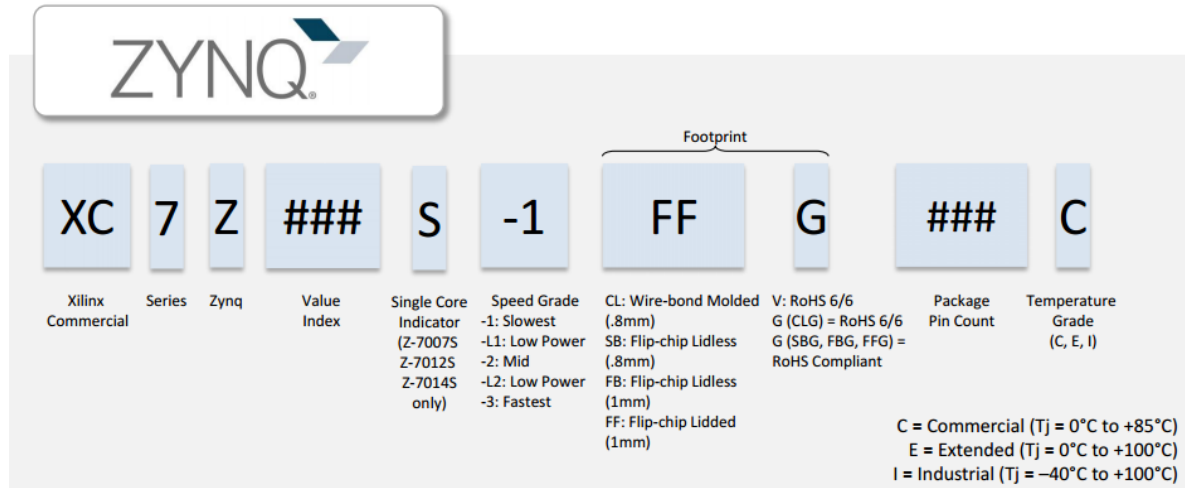 ZYNQ®
Footprint
XC 7 Z ### S -1 FF G ### C
Xilinx
Commercial
Series
Zynq
Value
Index
Single Core
Indicator
(Z-7007S
Z-7012S
Z-7014S
only)
Speed Grade
-1: Slowest
-L1: Low Power
-2: Mid
-L2: Low Power
-3: Fastest
CL: Wire-bond Molded
(.8mm)
SB: Flip-chip Lidless
(.8mm)
FB: Flip-chip Lidless
(1mm)
FF: Flip-chip Lidded
(1mm)
V: RoHS 6/6
G (CLG) = RoHS 6/6
G (SBG, FBG, FFG) =
RoHS Compliant
Package
Pin Count
Temperature
Grade
(C, E, I)
C = Commercial (Tj = 0°C to +85°C)
E = Extended (Tj = 0°C to +100°C)
I = Industrial (Tj = –40°C to +100°C)